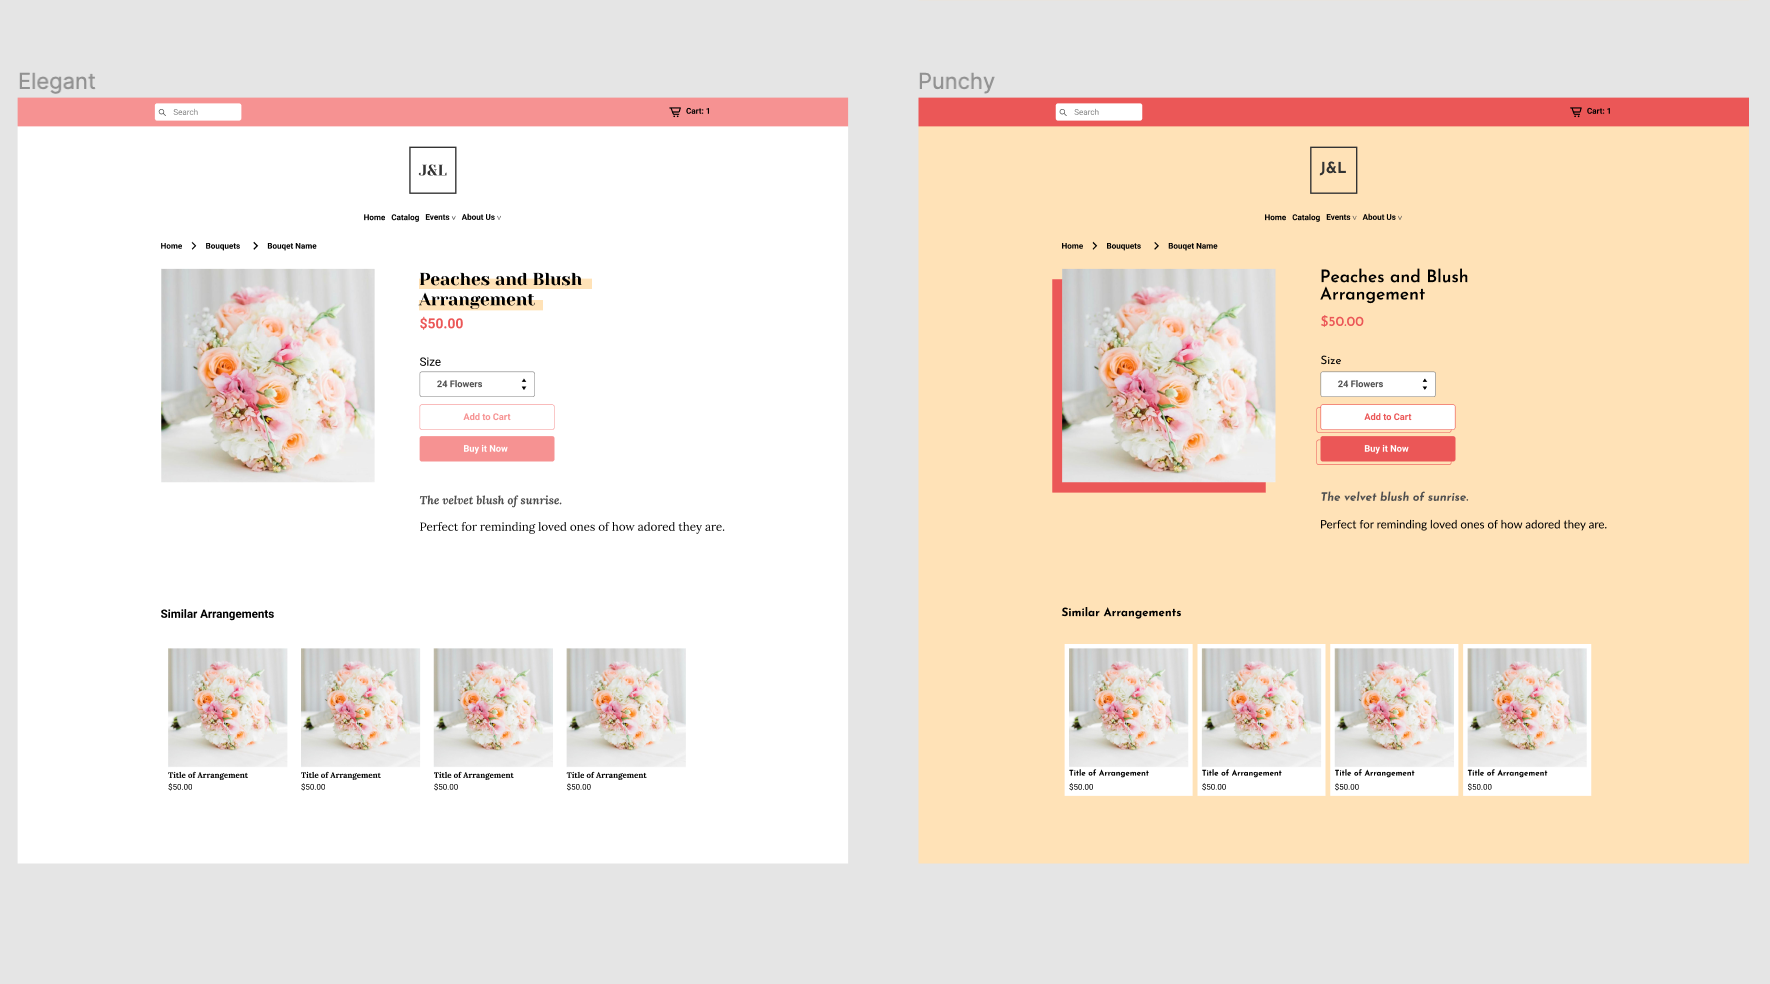 Elegant
Search
Cart: 1
J&L
Home Catalog Events v About Us v
Home > Bouquets > Bouqet Name
Peaches and Blush
Arrangement
$50.00
Size
24 Flowers
Add to Cart
Buy it Now
The velvet blush of sunrise.
Perfect for reminding loved ones of how adored they are.
Similar Arrangements
Title of Arrangement Title of Arrangement Title of Arrangement Title of Arrangement
$50.00 $50.00 $50.00 $50.00
Punchy
Search
Cart: 1
J&L
Home Catalog Events v About Us v
Home > Bouquets > Bouqet Name
Peaches and Blush
Arrangement
$50.00
Size
24 Flowers
Add to Cart
Buy it Now
The velvet blush of sunrise.
Perfect for reminding loved ones of how adored they are.
Similar Arrangements
Title of Arrangement Title of Arrangement Title of Arrangement Title of Arrangement
$50.00 $50.00 $50.00 $50.00